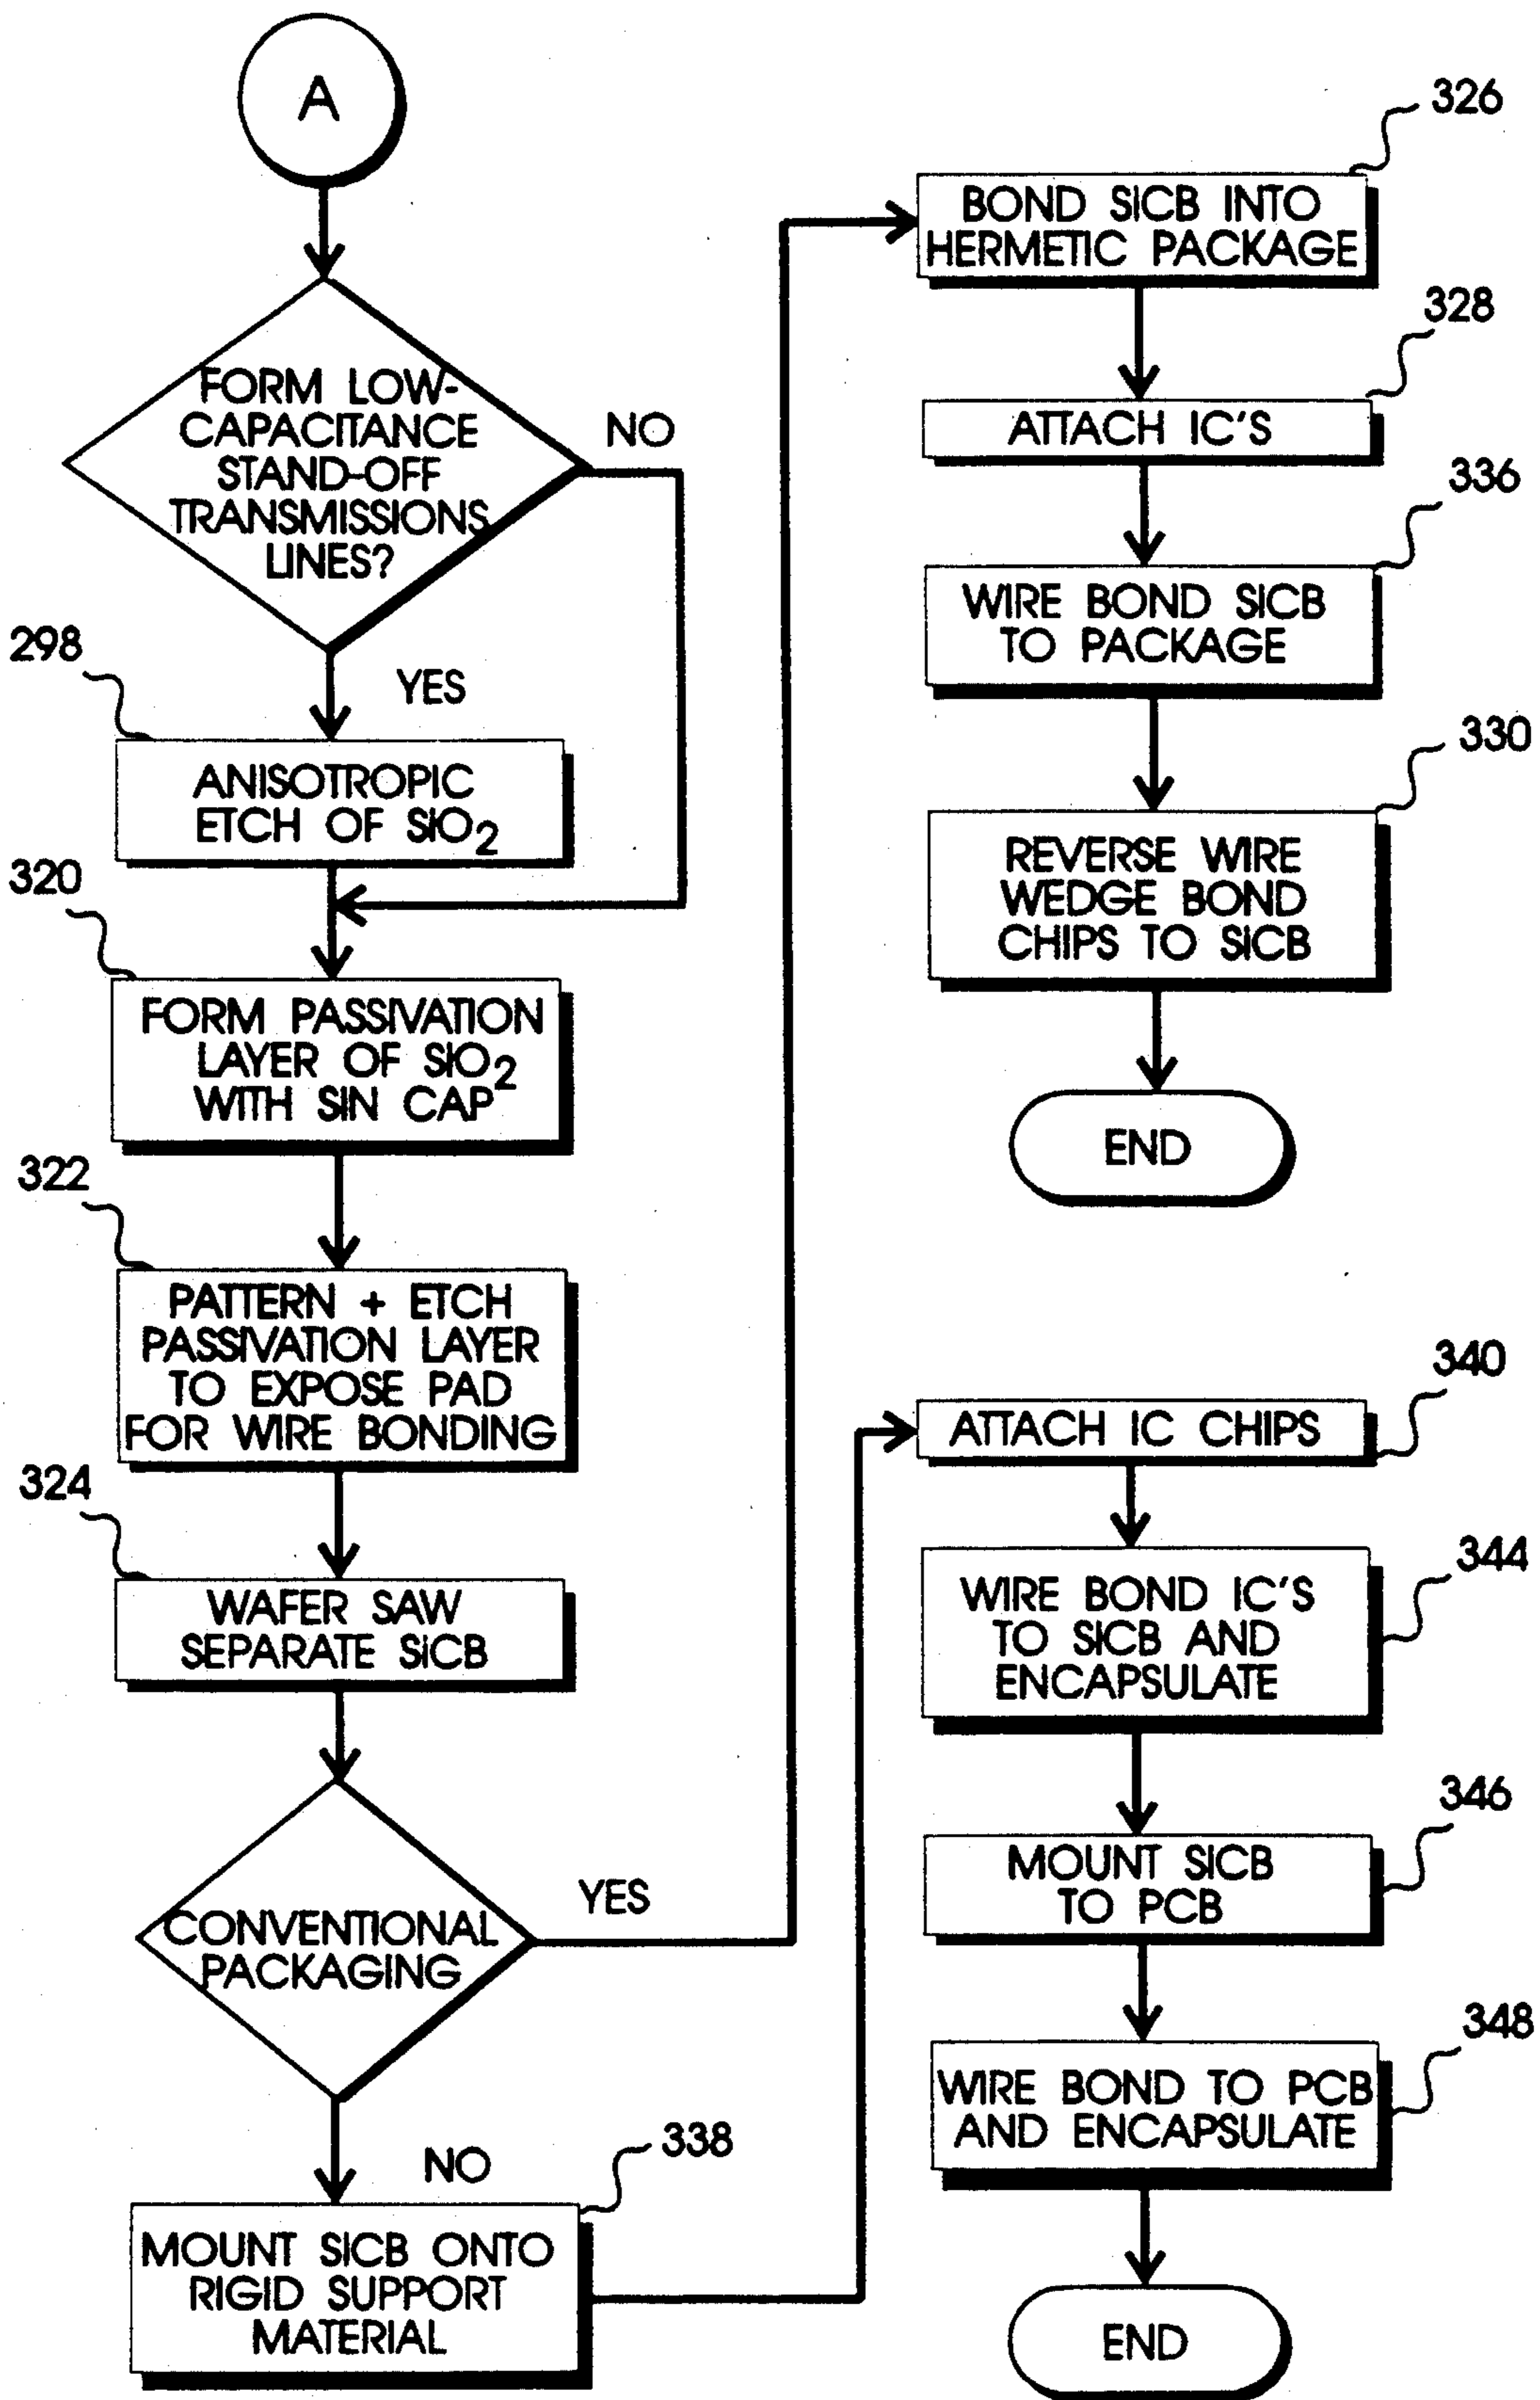 A
FORM LOW-
CAPACITANCE
STAND-OFF
TRANSMISSIONS
LINES?
NO
YES
298
ANISOTROPIC
ETCH OF SIO2
320
FORM PASSIVATION
LAYER OF SIO2
WITH SIN CAP
322
PATTERN + ETCH
PASSIVATION LAYER
TO EXPOSE PAD
FOR WIRE BONDING
324
WAFER SAW
SEPARATE SiCB
CONVENTIONAL
PACKAGING
YES
NO
338
MOUNT SICB ONTO
RIGID SUPPORT
MATERIAL
326
BOND SICB INTO
HERMETIC PACKAGE
328
ATTACH IC'S
336
WIRE BOND SICB
TO PACKAGE
330
REVERSE WIRE
WEDGE BOND
CHIPS TO SICB
END
340
ATTACH IC CHIPS
344
WIRE BOND IC'S
TO SICB AND
ENCAPSULATE
346
MOUNT SICB
TO PCB
348
WIRE BOND TO PCB
AND ENCAPSULATE
END